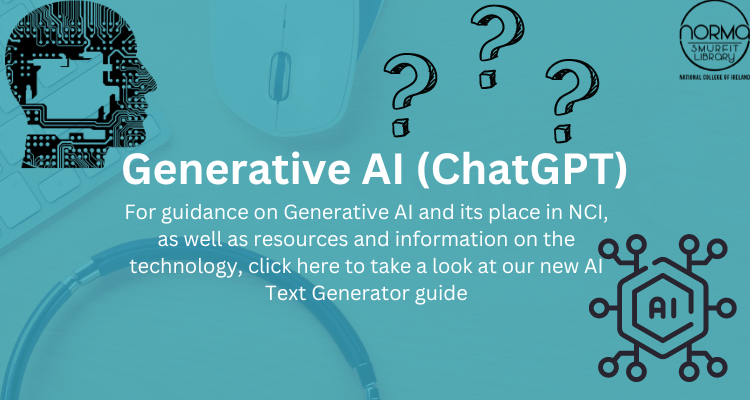 NORMA
SMURFIT
LIBRARY
NATIONAL COLLEGE OF IRELAND
? ? ?
Generative AI (ChatGPT)
For guidance on Generative AI and its place in NCI,
as well as resources and information on the
technology, click here to take a look at our new AI
Text Generator guide
AI